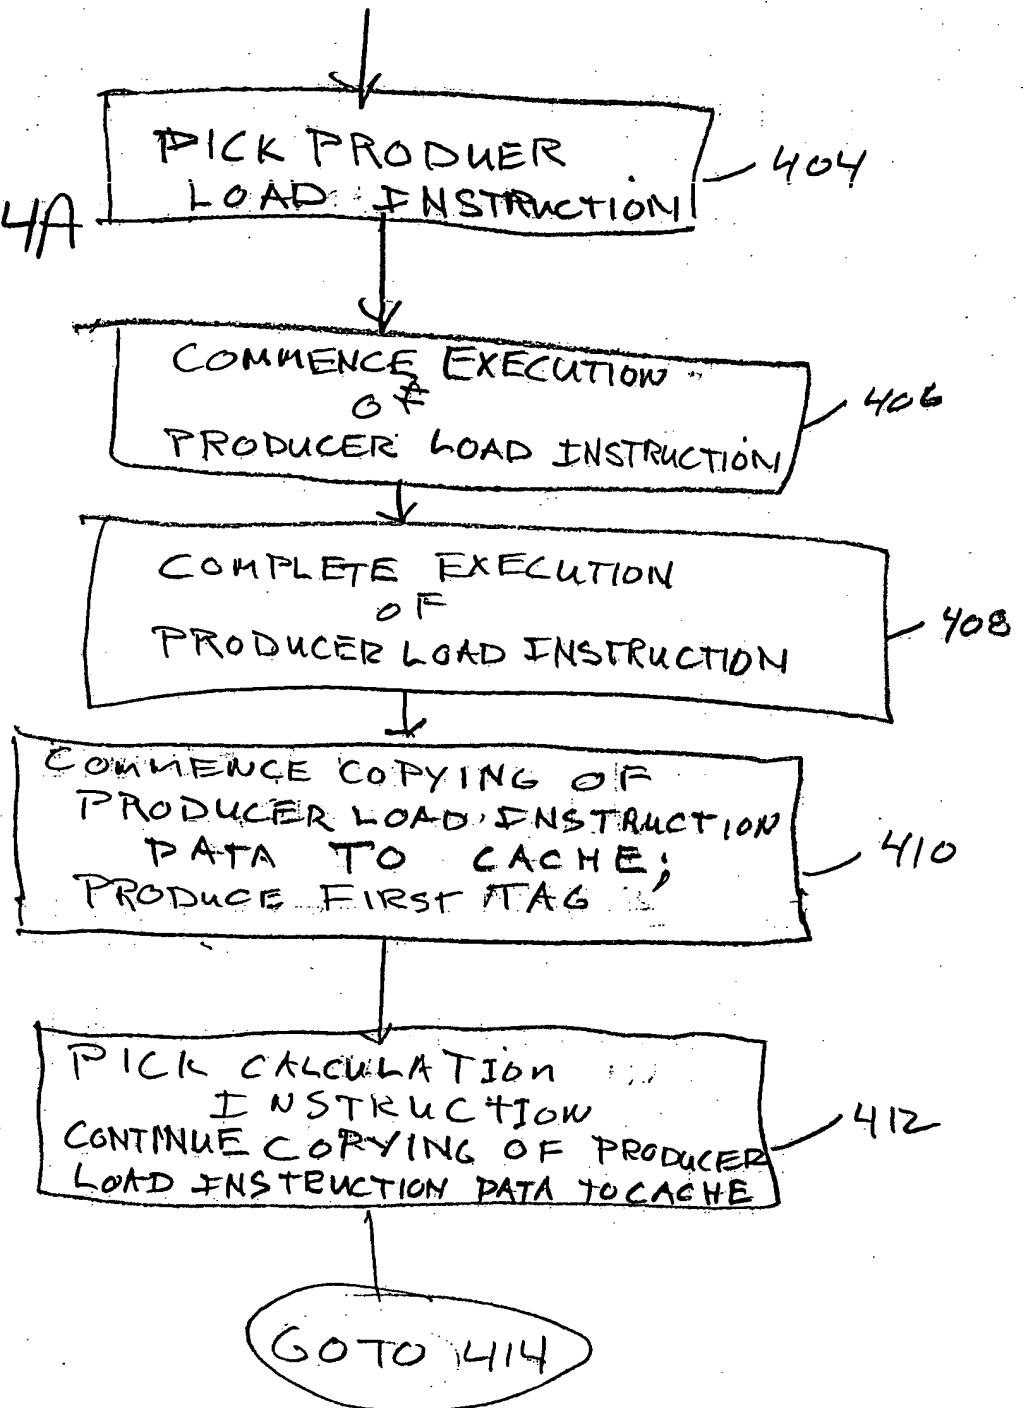 PICK PRODUER
LOAD INSTRUCTION
404
4A
COMMENCE EXECUTION
OF
PRODUCER LOAD INSTRUCTION
406
COMPLETE EXECUTION
OF
PRODUCER LOAD INSTRUCTION
408
COMMENCE COPYING OF
PRODUCER LOAD INSTRUCTION
DATA TO CACHE;
PRODUCE FIRST TAG
410
PICK CALCULATION
INSTRUCTION
CONTINUE COPYING OF PRODUCER
LOAD INSTRUCTION DATA TO CACHE
412
GO TO 414